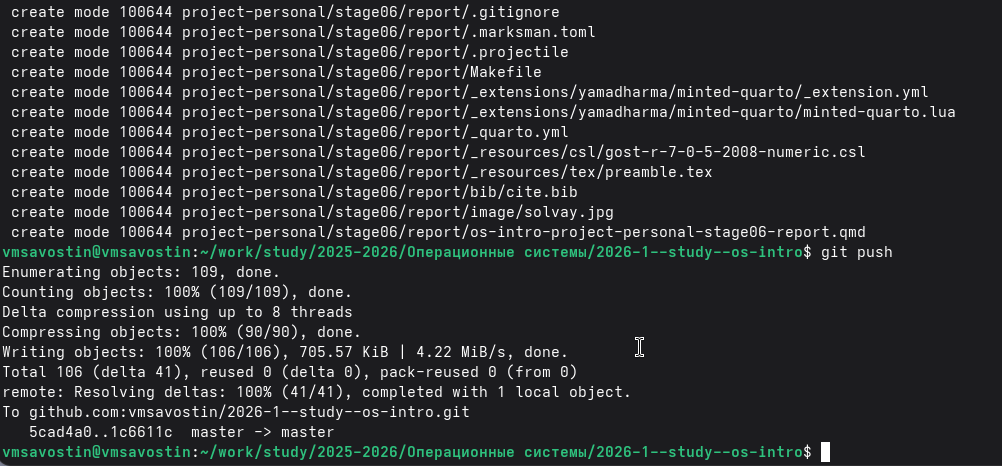 create mode 100644 project-personal/stage06/report/.gitignore
create mode 100644 project-personal/stage06/report/.marksman.toml
create mode 100644 project-personal/stage06/report/.projectile
create mode 100644 project-personal/stage06/report/Makefile
create mode 100644 project-personal/stage06/report/_extensions/yamadharma/minted-quarto/_extension.yml
create mode 100644 project-personal/stage06/report/_extensions/yamadharma/minted-quarto/minted-quarto.lua
create mode 100644 project-personal/stage06/report/_quarto.yml
create mode 100644 project-personal/stage06/report/_resources/csl/gost-r-7-0-5-2008-numeric.csl
create mode 100644 project-personal/stage06/report/_resources/tex/preamble.tex
create mode 100644 project-personal/stage06/report/bib/cite.bib
create mode 100644 project-personal/stage06/report/image/solvay.jpg
create mode 100644 project-personal/stage06/report/os-intro-project-personal-stage06-report.qmd
vmsavostin@vmsavostin:~/work/study/2025-2026/Операционные системы/2026-1--study--os-intro$ git push
Enumerating objects: 109, done.
Counting objects: 100% (109/109), done.
Delta compression using up to 8 threads
Compressing objects: 100% (90/90), done.
Writing objects: 100% (106/106), 705.57 KiB | 4.22 MiB/s, done.
Total 106 (delta 41), reused 0 (delta 0), pack-reused 0 (from 0)
remote: Resolving deltas: 100% (41/41), completed with 1 local object.
To github.com:vmsavostin/2026-1--study--os-intro.git
5cad4a0..1c6611c  master -> master
vmsavostin@vmsavostin:~/work/study/2025-2026/Операционные системы/2026-1--study--os-intro$